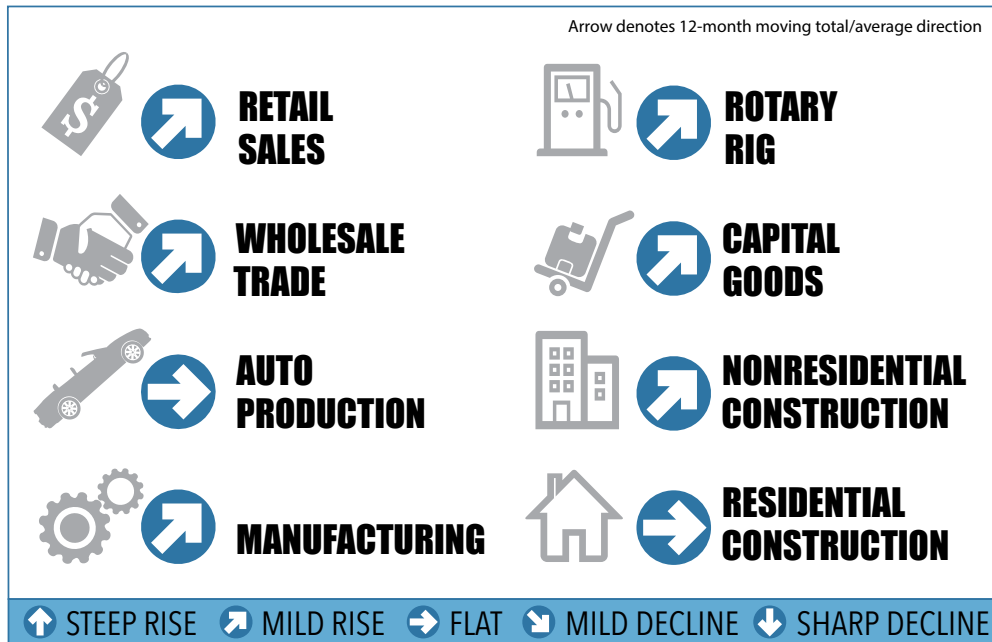 Arrow denotes 12-month moving total/average direction
$
RETAIL
SALES
ROTARY
RIG
WHOLESALE
TRADE
CAPITAL
GOODS
AUTO
PRODUCTION
NONRESIDENTIAL
CONSTRUCTION
MANUFACTURING
RESIDENTIAL
CONSTRUCTION
STEEP RISE MILD RISE FLAT MILD DECLINE SHARP DECLINE